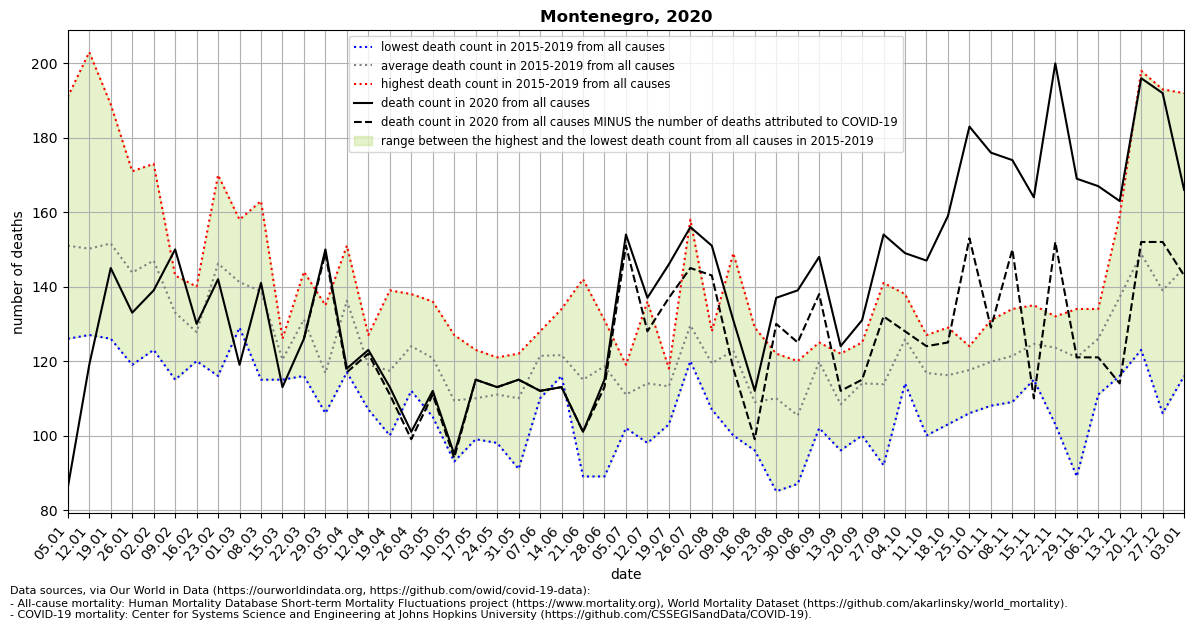 Montenegro, 2020
lowest death count in 2015-2019 from all causes
average death count in 2015-2019 from all causes
highest death count in 2015-2019 from all causes
death count in 2020 from all causes
death count in 2020 from all causes MINUS the number of deaths attributed to COVID-19
range between the highest and the lowest death count from all causes in 2015-2019
number of deaths
200
180
160
140
120
100
80
05.01 12.01 19.01 26.01 02.02 09.02 16.02 23.02 01.03 08.03 15.03 22.03 29.03 05.04 12.04 19.04 26.04 03.05 10.05 17.05 24.05 31.05 07.06 14.06 21.06 28.06 05.07 12.07 19.07 26.07 02.08 09.08 16.08 23.08 30.08 06.09 13.09 20.09 27.09 04.10 11.10 18.10 25.10 01.11 08.11 15.11 22.11 29.11 06.12 13.12 20.12 27.12 03.01
date
Data sources, via Our World in Data (https://ourworldindata.org, https://github.com/owid/covid-19-data):
- All-cause mortality: Human Mortality Database Short-term Mortality Fluctuations project (https://www.mortality.org), World Mortality Dataset (https://github.com/akarlinsky/world_mortality).
- COVID-19 mortality: Center for Systems Science and Engineering at Johns Hopkins University (https://github.com/CSSEGISandData/COVID-19).